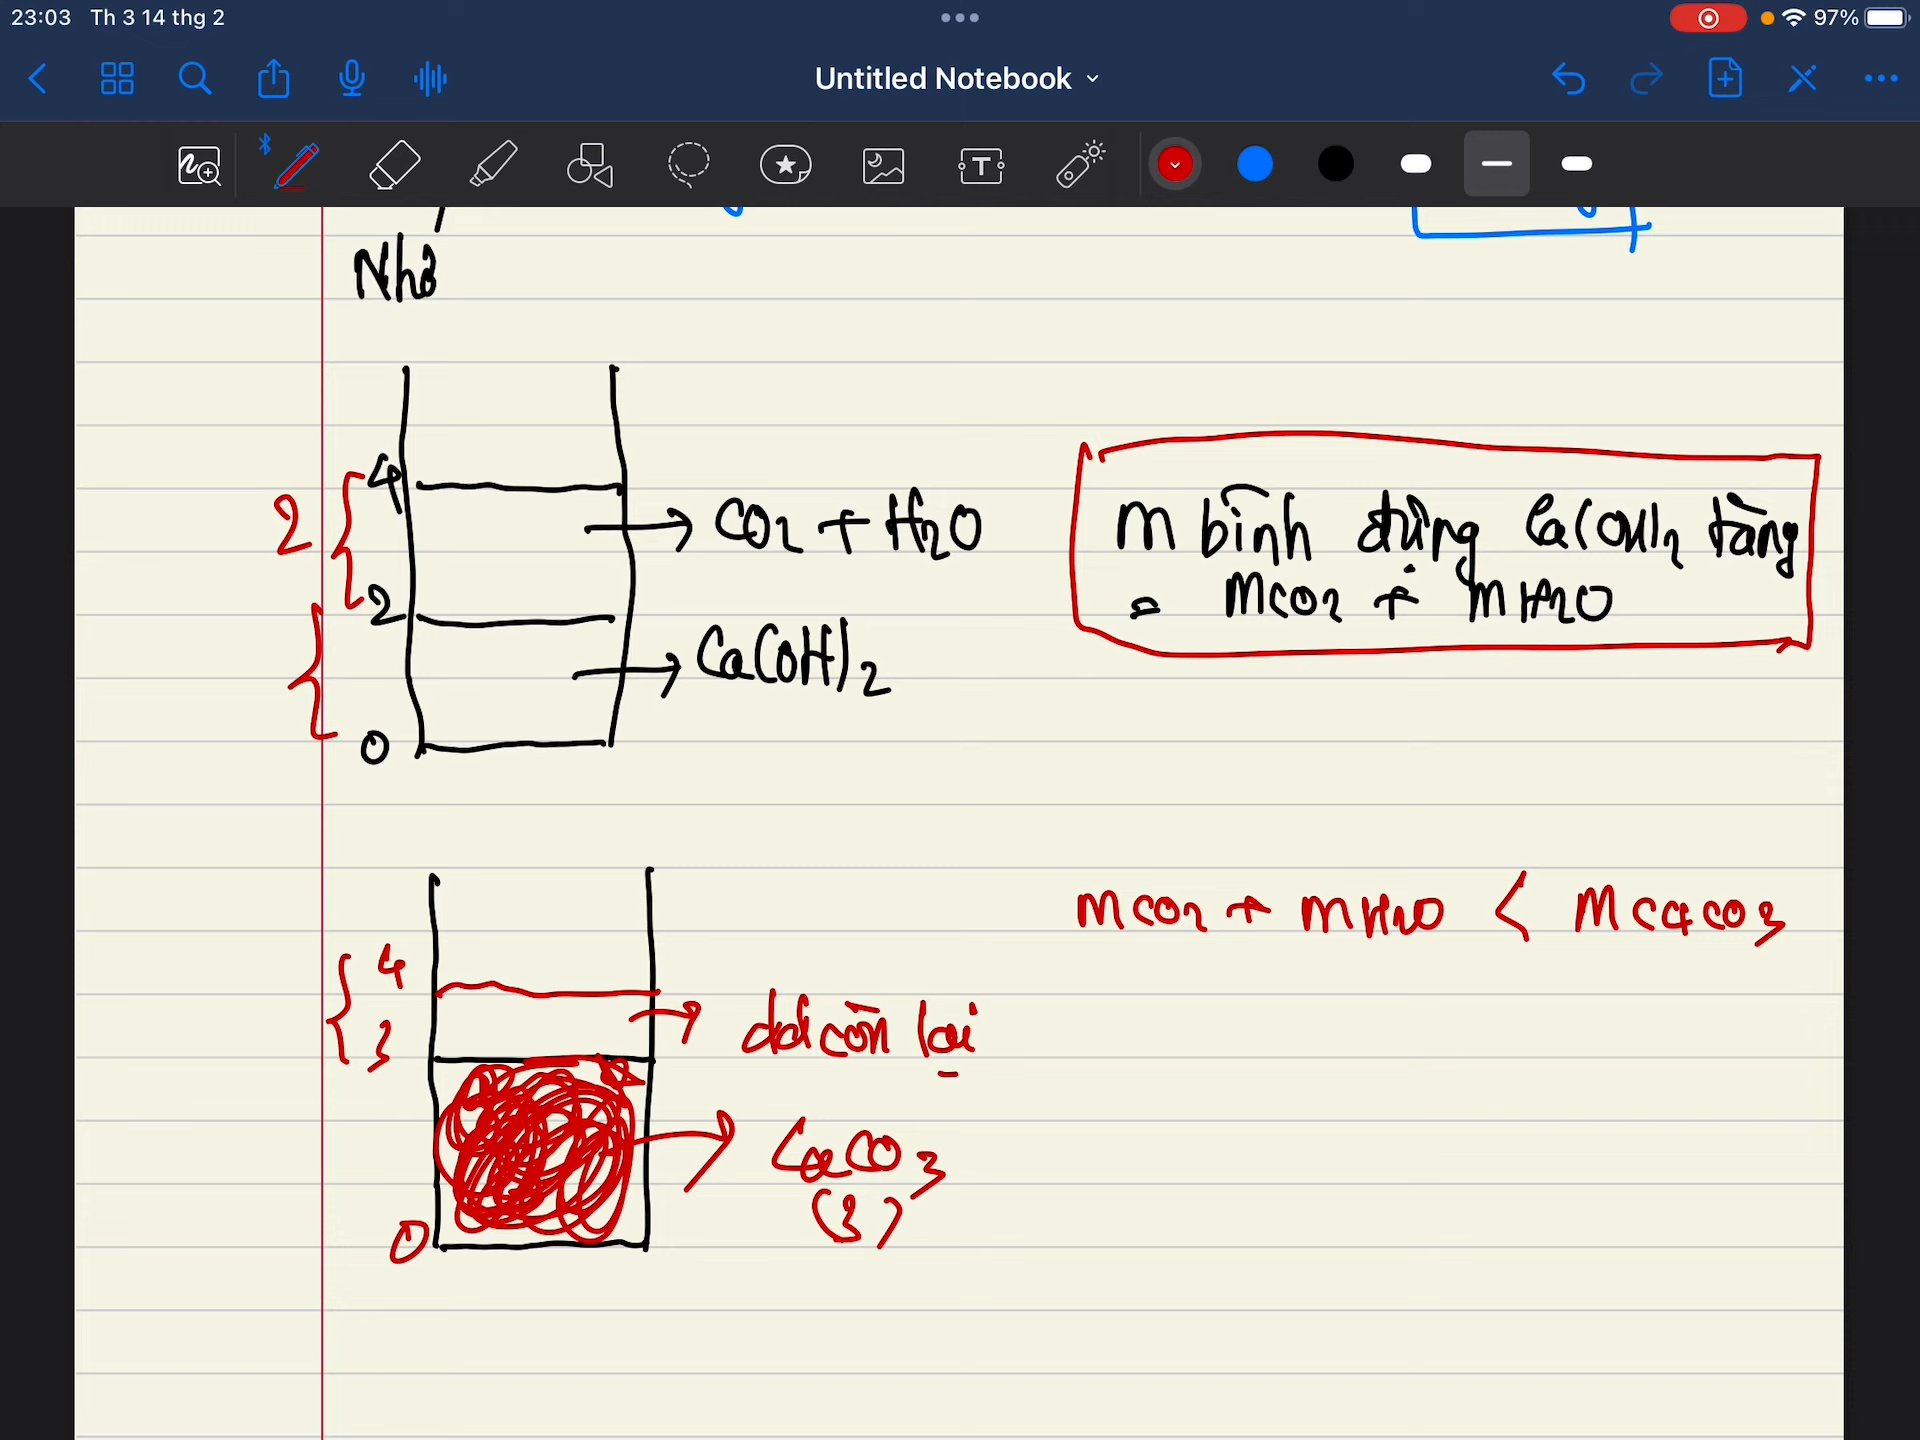 23:03 Th 3 14 thg 2
97%
Untitled Notebook
T
Nhỏ
4
2
CO2 + H2O
m bình đựng Ca(OH)2 tăng
= mCO2 + mH2O
2
Ca(OH)2
0
mCO2 + mH2O < mCaCO3
4
3
dd còn lại
CaCO3
(3)
0